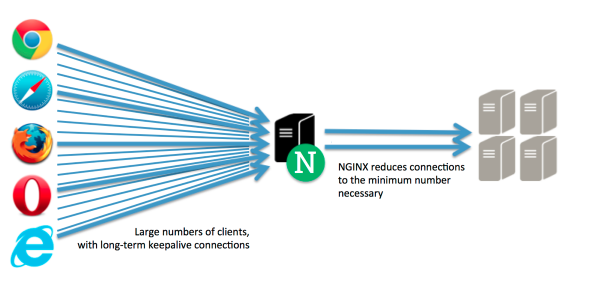 N
NGINX reduces connections
to the minimum number
necessary
Large numbers of clients,
with long-term keepalive connections